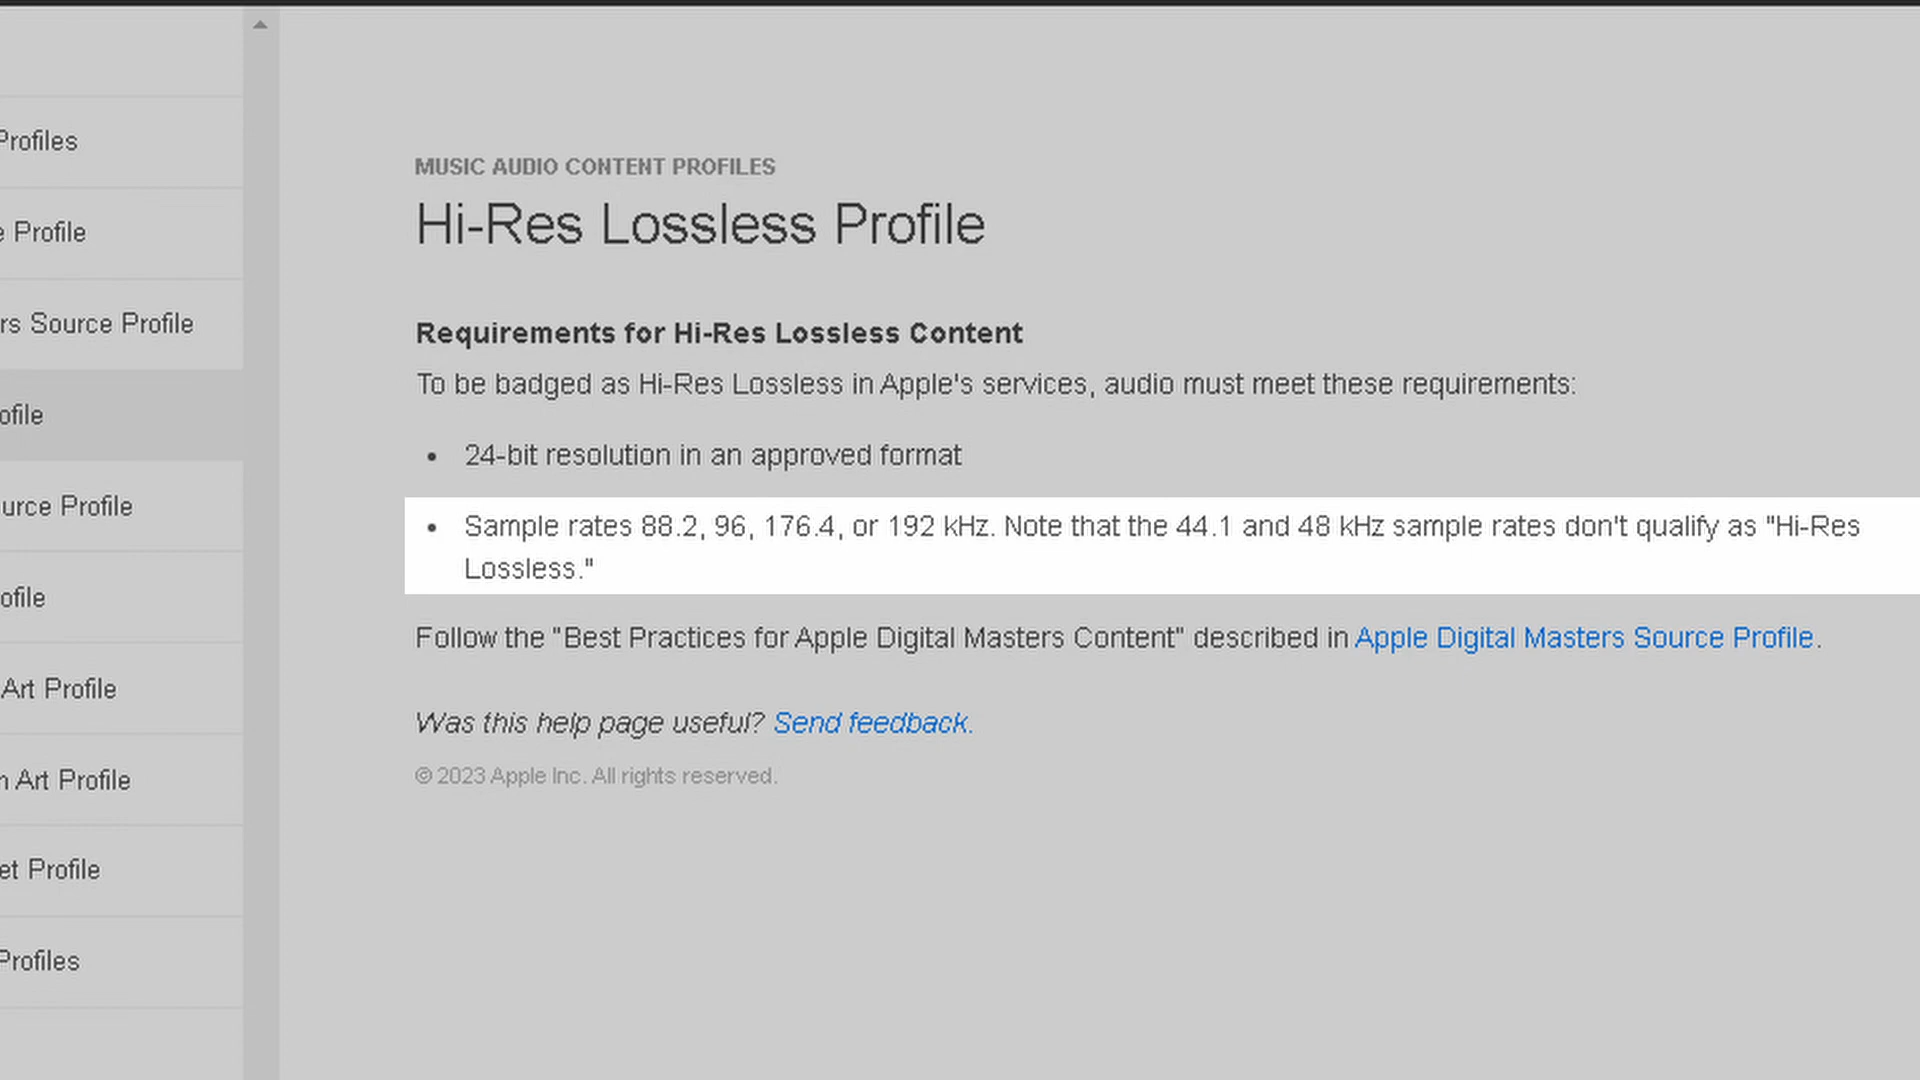 Profiles
Profile
rs Source Profile
ofile
urce Profile
ofile
Art Profile
n Art Profile
et Profile
Profiles
MUSIC AUDIO CONTENT PROFILES
Hi-Res Lossless Profile
Requirements for Hi-Res Lossless Content
To be badged as Hi-Res Lossless in Apple's services, audio must meet these requirements:
• 24-bit resolution in an approved format
• Sample rates 88.2, 96, 176.4, or 192 kHz. Note that the 44.1 and 48 kHz sample rates don't qualify as "Hi-Res
Lossless."
Follow the "Best Practices for Apple Digital Masters Content" described in Apple Digital Masters Source Profile.
Was this help page useful? Send feedback.
© 2023 Apple Inc. All rights reserved.